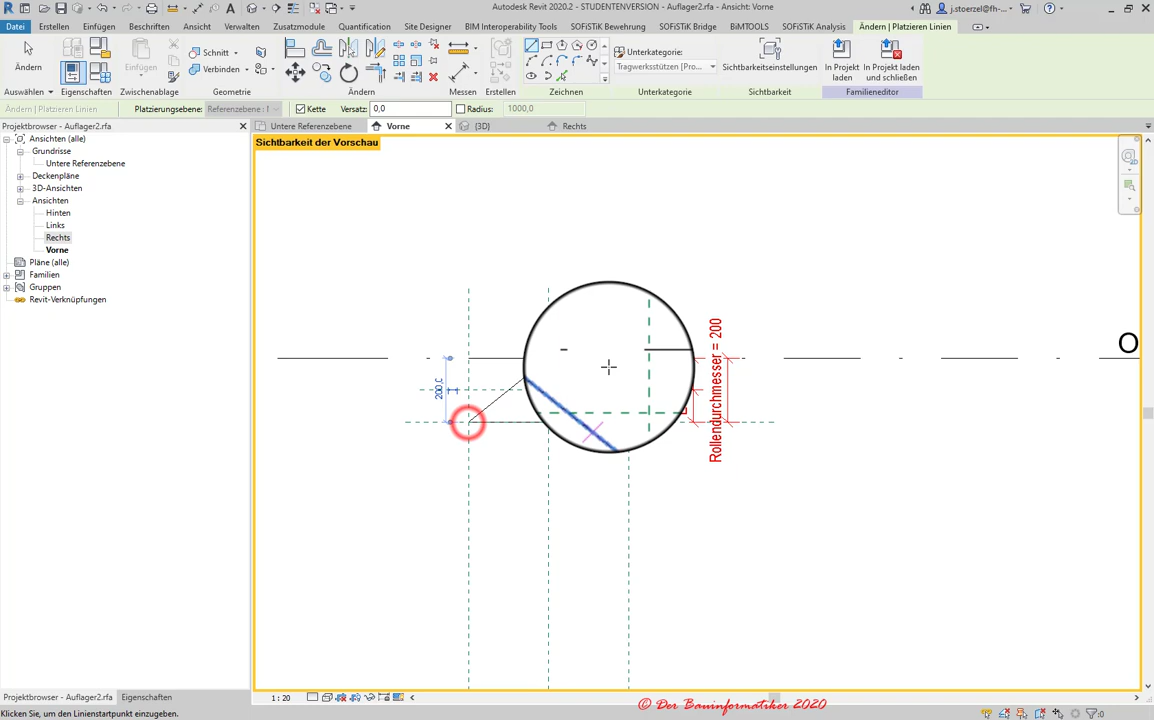 Autodesk Revit 2020.2 - STUDENTENVERSION - Auflager2.rfa - Ansicht: Vorne
j.stoerzel@fh-...
Datei Erstellen Einfügen Beschriften Ansicht Verwalten Zusatzmodule Quantification Site Designer BIM Interoperability Tools SOFiSTiK Bewehrung BiMTOOLS SOFiSTiK Bridge SOFiSTiK Analysis Ändern | Platzieren Linien
Ändern
Einfügen
Schnitt
Verbinden
Erstellen
Unterkategorie:
Tragwerksstützen [Pro...
Sichtbarkeitseinstellungen
In Projekt laden
In Projekt laden und schließen
Auswählen Eigenschaften Zwischenablage Geometrie Ändern Messen Erstellen Zeichnen Unterkategorie Sichtbarkeit Familieneditor
Ändern | Platzieren Linien Platzierungsebene: Referenzebene : Kette Versatz: 0,0 Radius: 1000,0
Projektbrowser - Auflager2.rfa
Untere Referenzebene Vorne {3D} Rechts
Ansichten (alle)
Grundrisse
Untere Referenzebene
Deckenpläne
3D-Ansichten
Ansichten
Hinten
Links
Rechts
Vorne
Pläne (alle)
Familien
Gruppen
Revit-Verknüpfungen
Sichtbarkeit der Vorschau
200,0
Rollendurchmesser = 200
O
1 : 20
Projektbrowser - Auflager2.rfa Eigenschaften
Klicken Sie, um den Linienstartpunkt einzugeben.
© Der Bauinformatiker 2020
:0